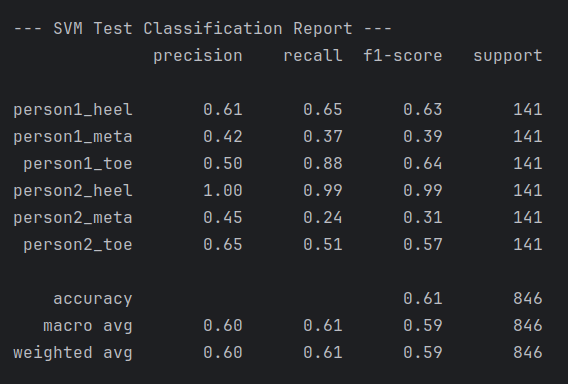 --- SVM Test Classification Report ---
precision recall f1-score support
person1_heel 0.61 0.65 0.63 141
person1_meta 0.42 0.37 0.39 141
person1_toe 0.50 0.88 0.64 141
person2_heel 1.00 0.99 0.99 141
person2_meta 0.45 0.24 0.31 141
person2_toe 0.65 0.51 0.57 141
accuracy 0.61 846
macro avg 0.60 0.61 0.59 846
weighted avg 0.60 0.61 0.59 846